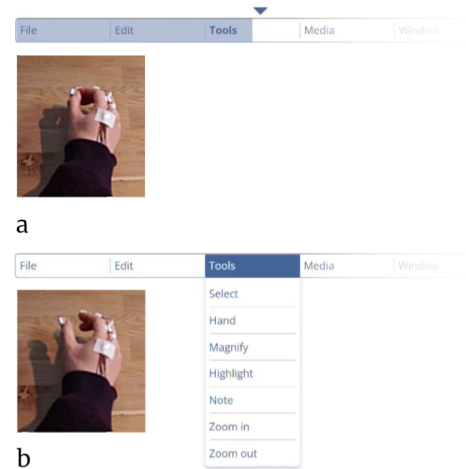 File Edit Tools Media Window
a
File Edit Tools Media Window
Select
Hand
Magnify
Highlight
Note
Zoom in
Zoom out
b